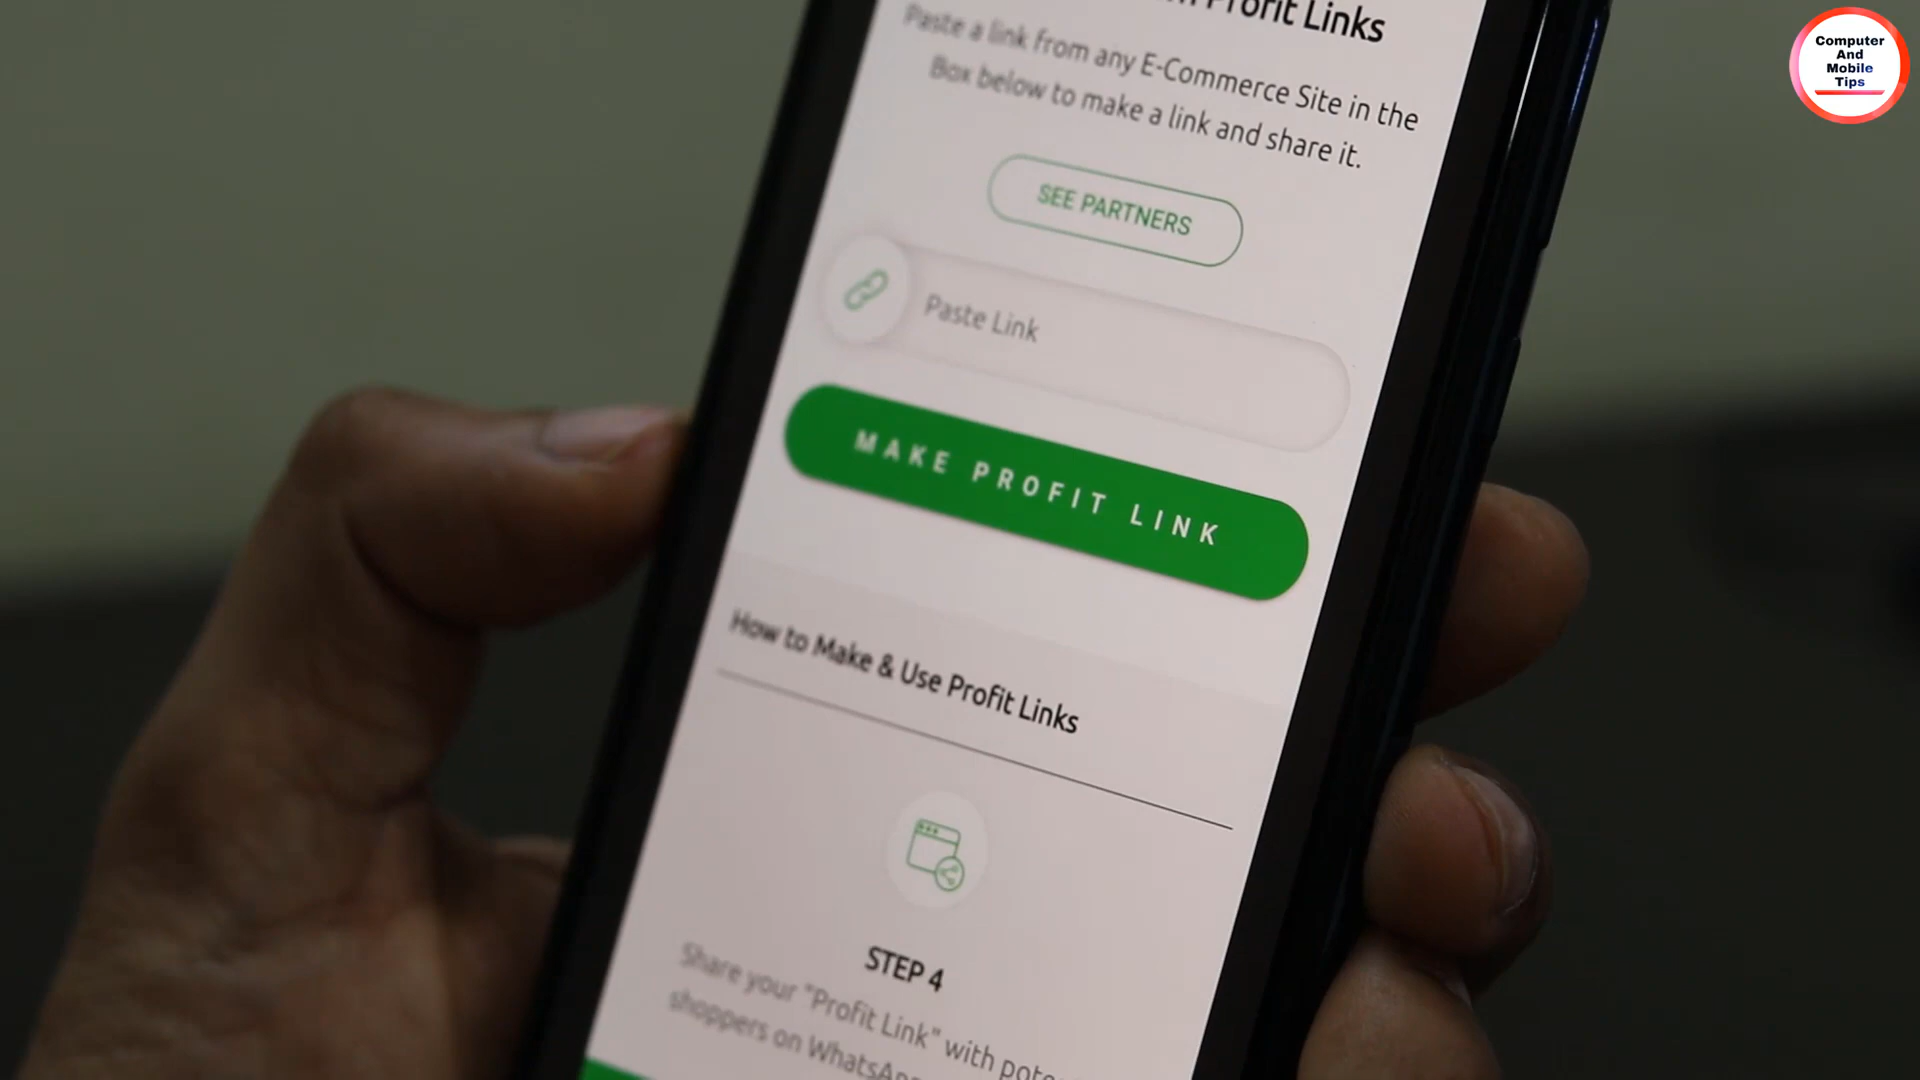 Profit Links
Paste a link from any E-Commerce Site in the
Box below to make a link and share it.
SEE PARTNERS
Paste Link
MAKE PROFIT LINK
How to Make & Use Profit Links
STEP 4
Share your "Profit Link" with
shoppers on
Computer
And
Mobile
Tips